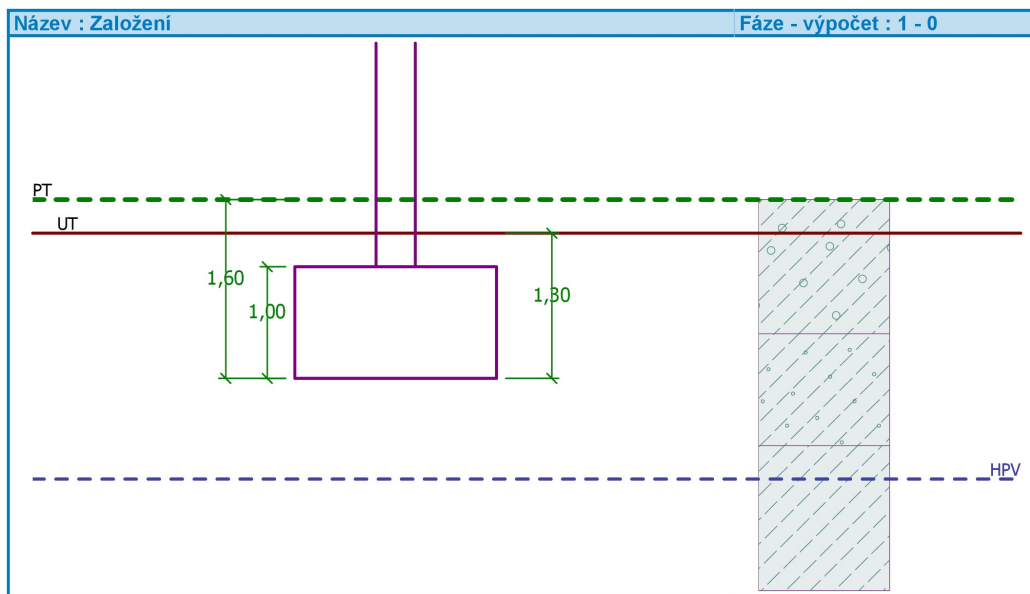 Název : Založení
Fáze - výpočet : 1 - 0
PT
UT
1,60
1,00
1,30
HPV